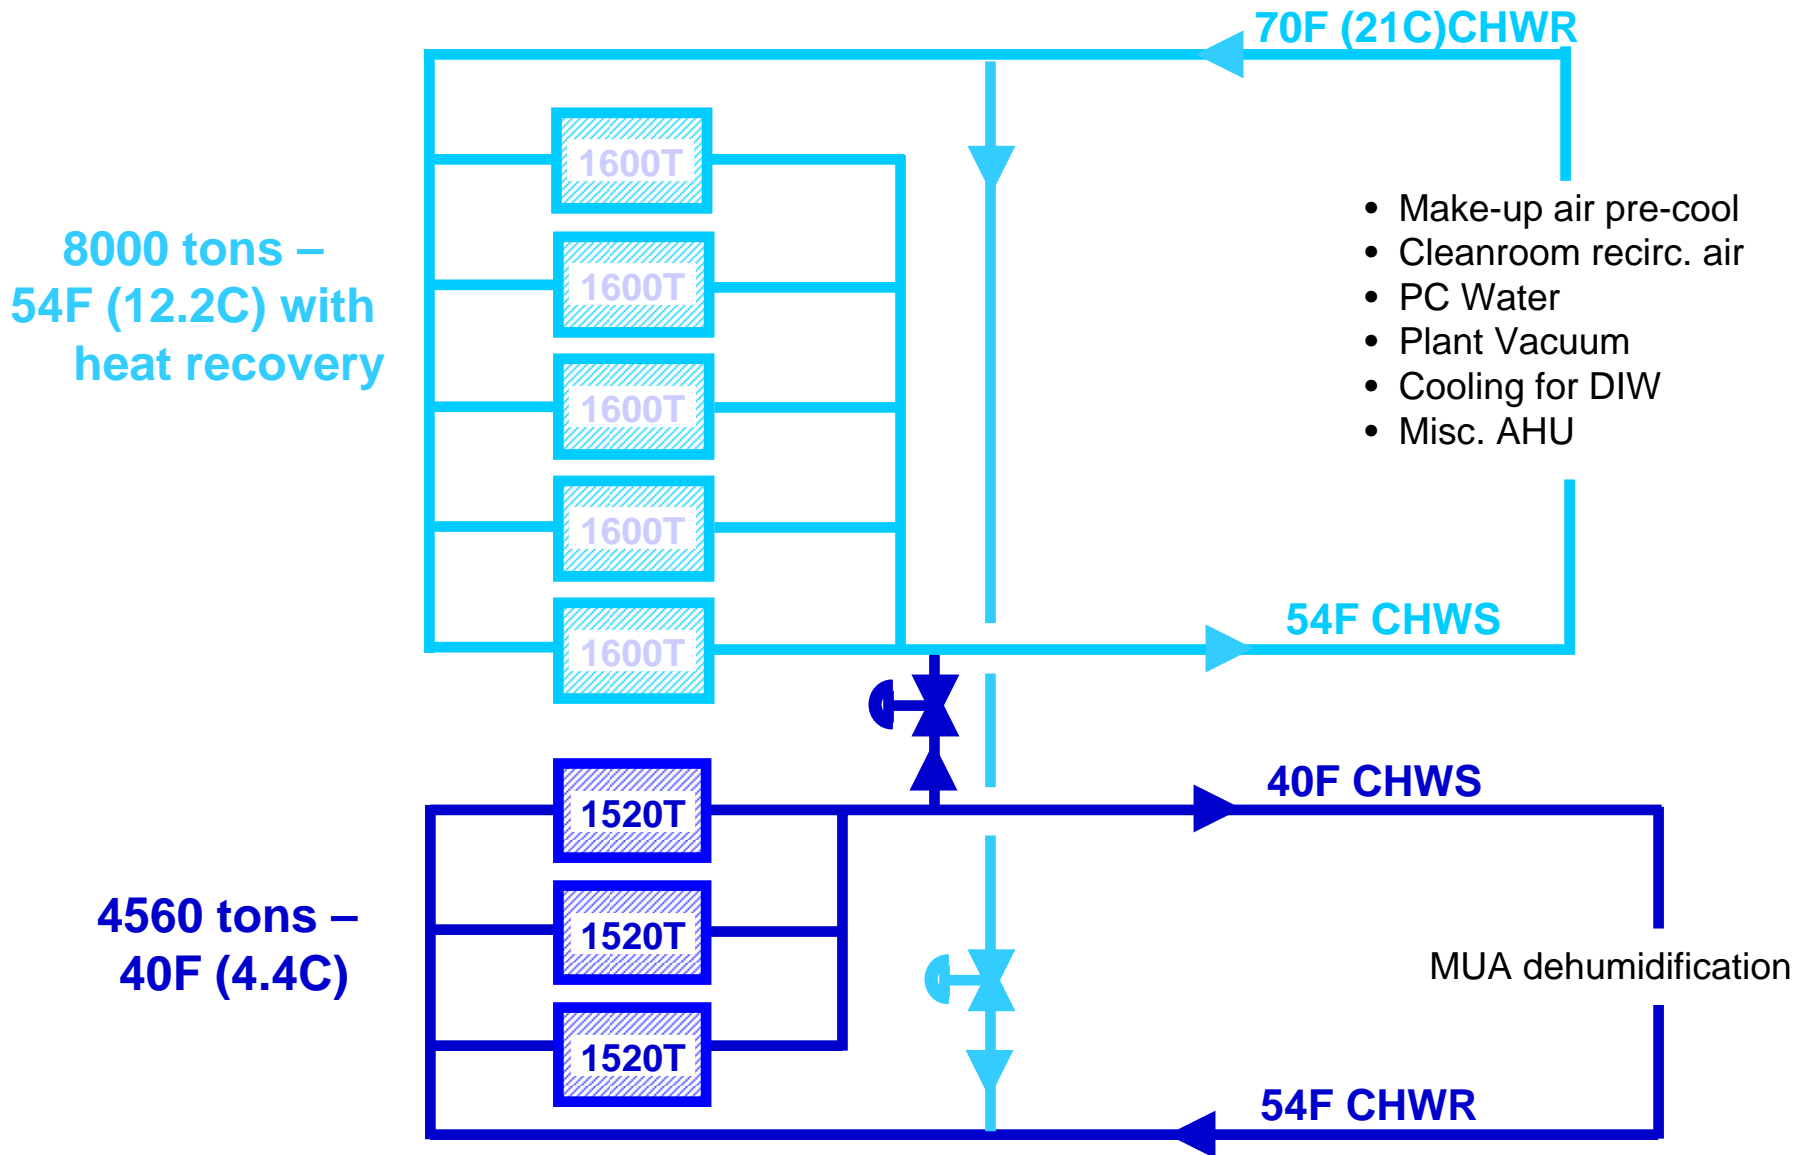 70F (21C)CHWR
1600T
1600T
1600T
1600T
1600T
8000 tons –
54F (12.2C) with
heat recovery
• Make-up air pre-cool
• Cleanroom recirc. air
• PC Water
• Plant Vacuum
• Cooling for DIW
• Misc. AHU
54F CHWS
40F CHWS
1520T
1520T
1520T
4560 tons –
40F (4.4C)
MUA dehumidification
54F CHWR